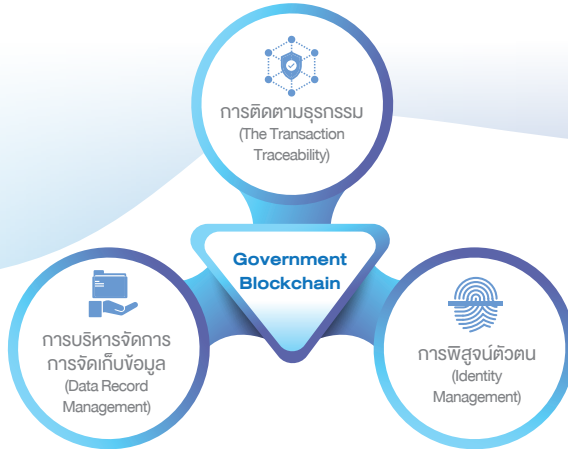 การติดตามธุรกรรม
(The Transaction
Traceability)
Government
Blockchain
การบริหารจัดการ
การจัดเก็บข้อมูล
(Data Record
Management)
การพิสูจน์ตัวตน
(Identity
Management)